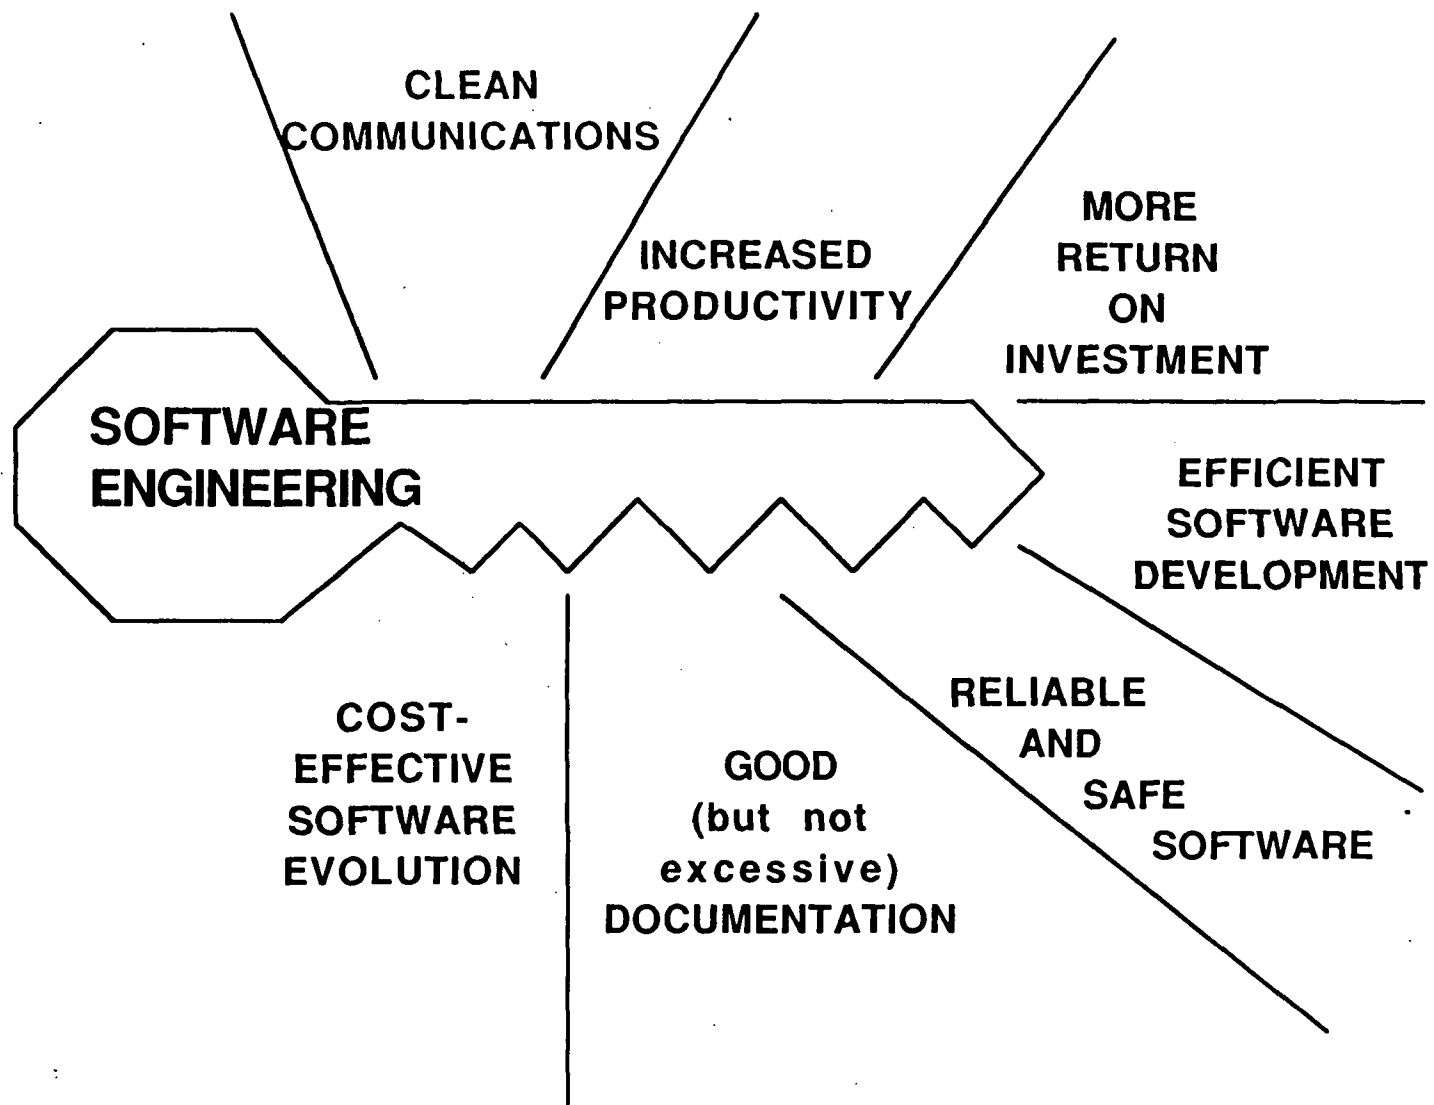 CLEAN
COMMUNICATIONS
INCREASED
PRODUCTIVITY
MORE
RETURN
ON
INVESTMENT
SOFTWARE
ENGINEERING
EFFICIENT
SOFTWARE
DEVELOPMENT
RELIABLE
AND
SAFE
SOFTWARE
GOOD
(but not
excessive)
DOCUMENTATION
COST-
EFFECTIVE
SOFTWARE
EVOLUTION